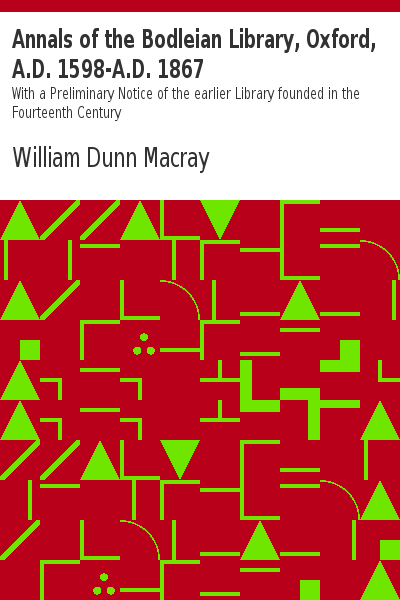 Annals of the Bodleian Library, Oxford,
A.D. 1598-A.D. 1867
With a Preliminary Notice of the earlier Library founded in the
Fourteenth Century
William Dunn Macray